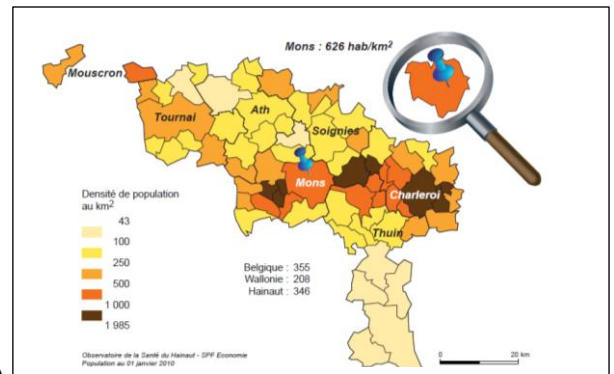 Mons : 626 hab/km²
Mouscron
Tournai
Ath
Soignies
Mons
Charleroi
Thuin
Densité de population
au km²
43
100
250
500
1 000
1 985
Belgique : 355
Wallonie : 208
Hainaut : 346
Observatoire de la Santé du Hainaut - SPF Economie
Population au 01 janvier 2010
0 20 km